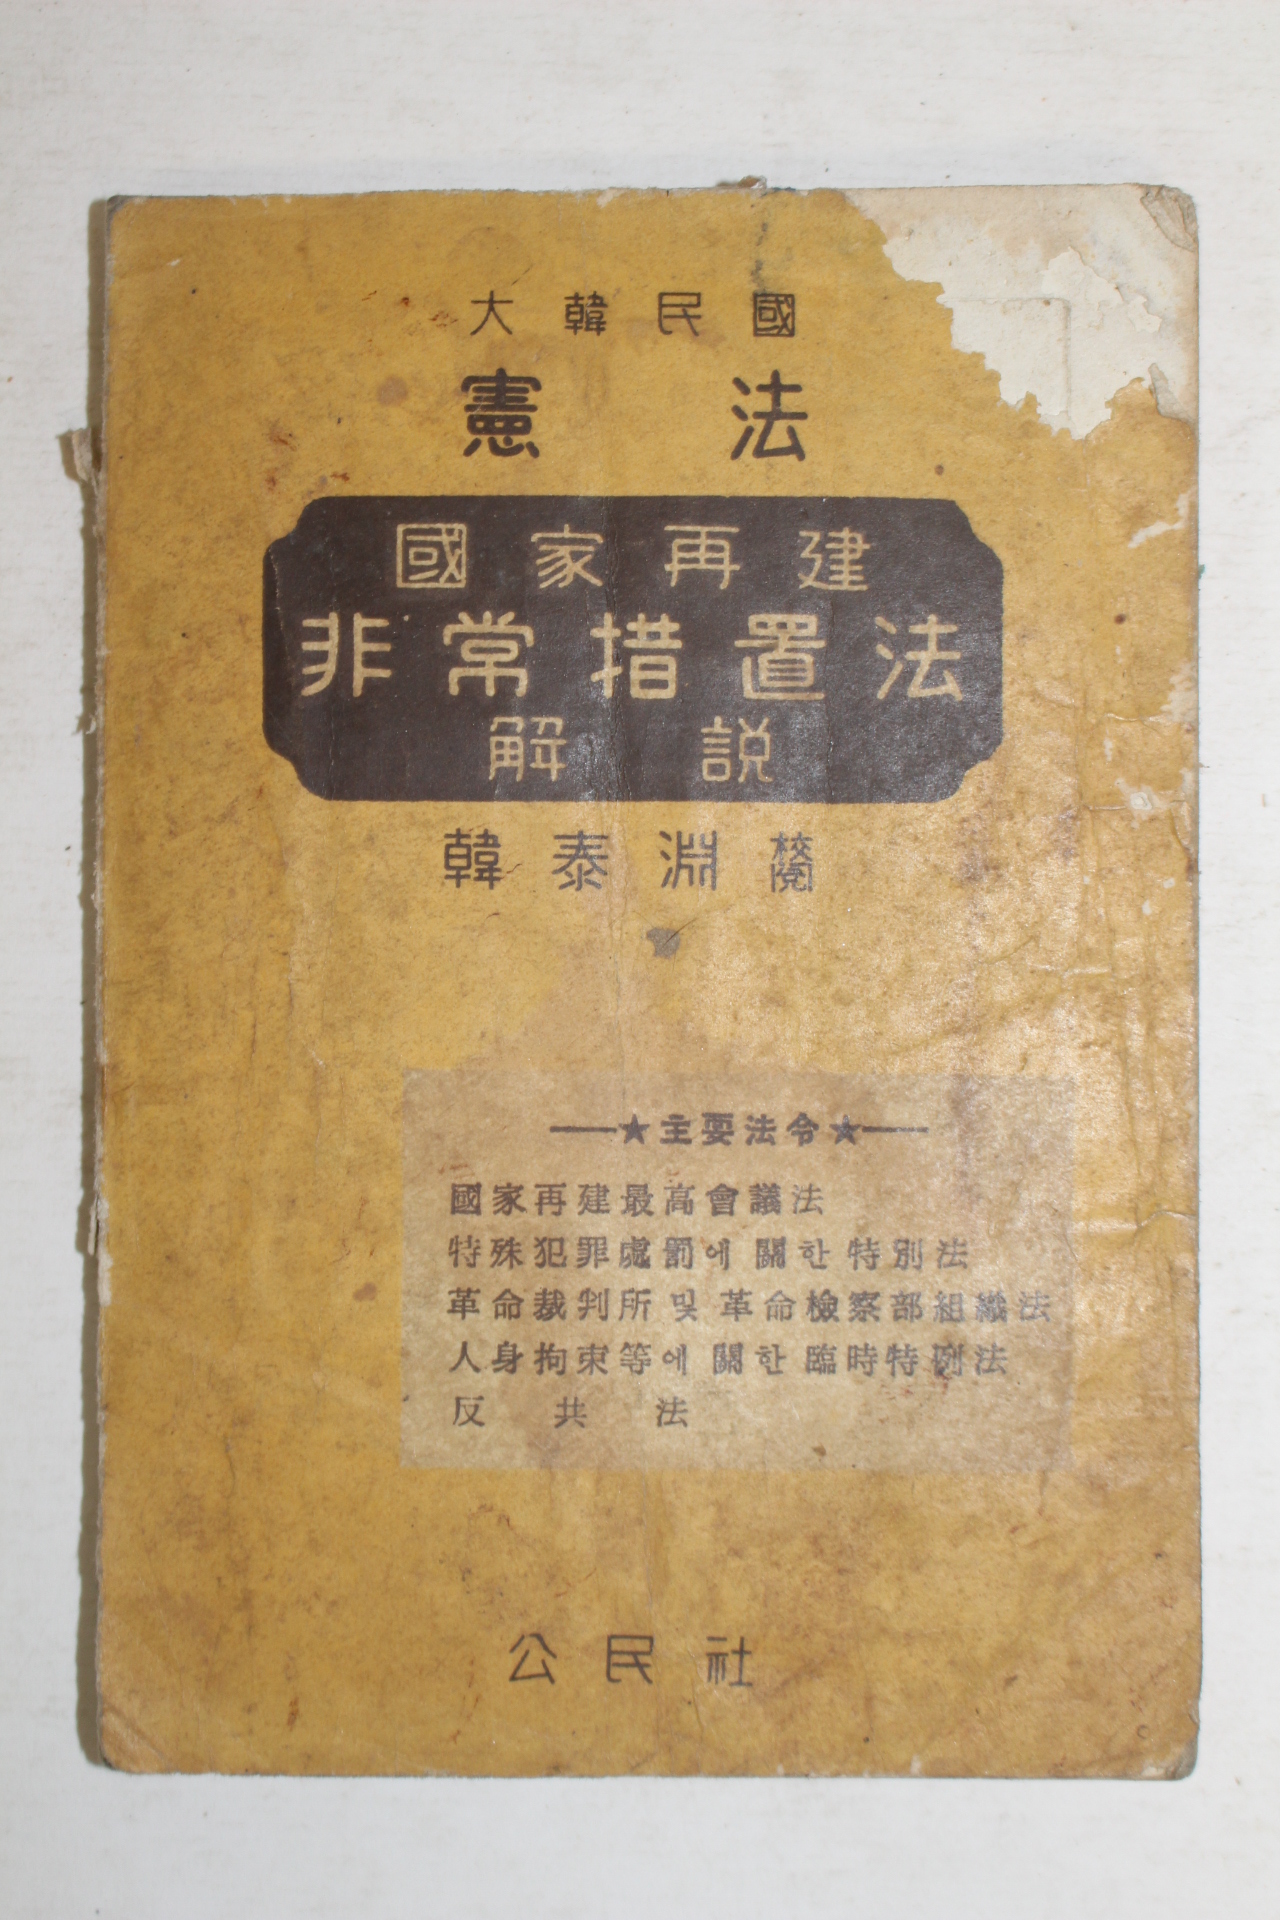 大韓民國
憲法
國家再建
非常措置法
解說
韓泰淵 校閱
★主要法令★
國家再建最高會議法
特殊犯罪處罰에 關한 特別法
革命裁判所 및 革命檢察部組織法
人身拘束等에 關한 臨時特例法
反共法
公民社